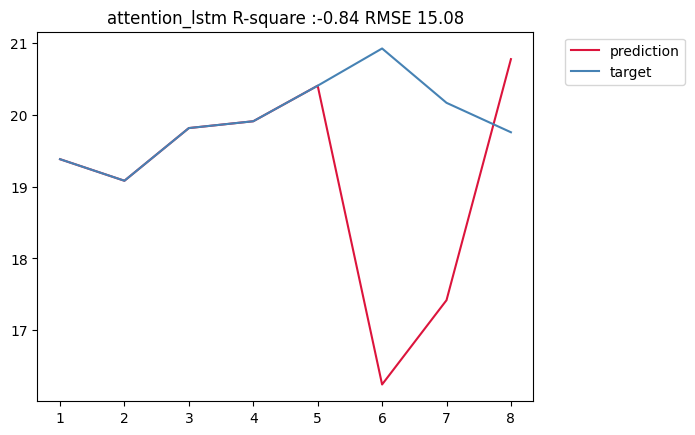 attention_lstm R-square :-0.84 RMSE 15.08
prediction
target
21
20
19
18
17
1 2 3 4 5 6 7 8